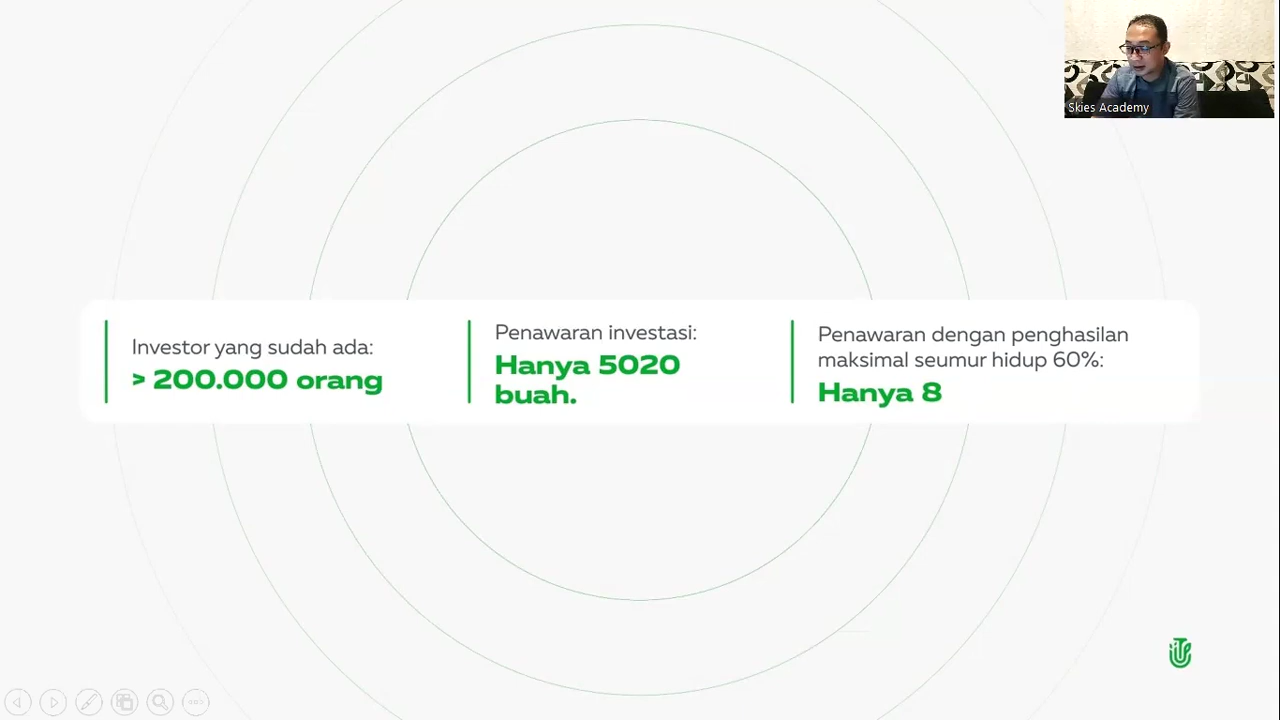 Skies Academy
Investor yang sudah ada:
> 200.000 orang
Penawaran investasi:
Hanya 5020
buah.
Penawaran dengan penghasilan
maksimal seumur hidup 60%:
Hanya 8